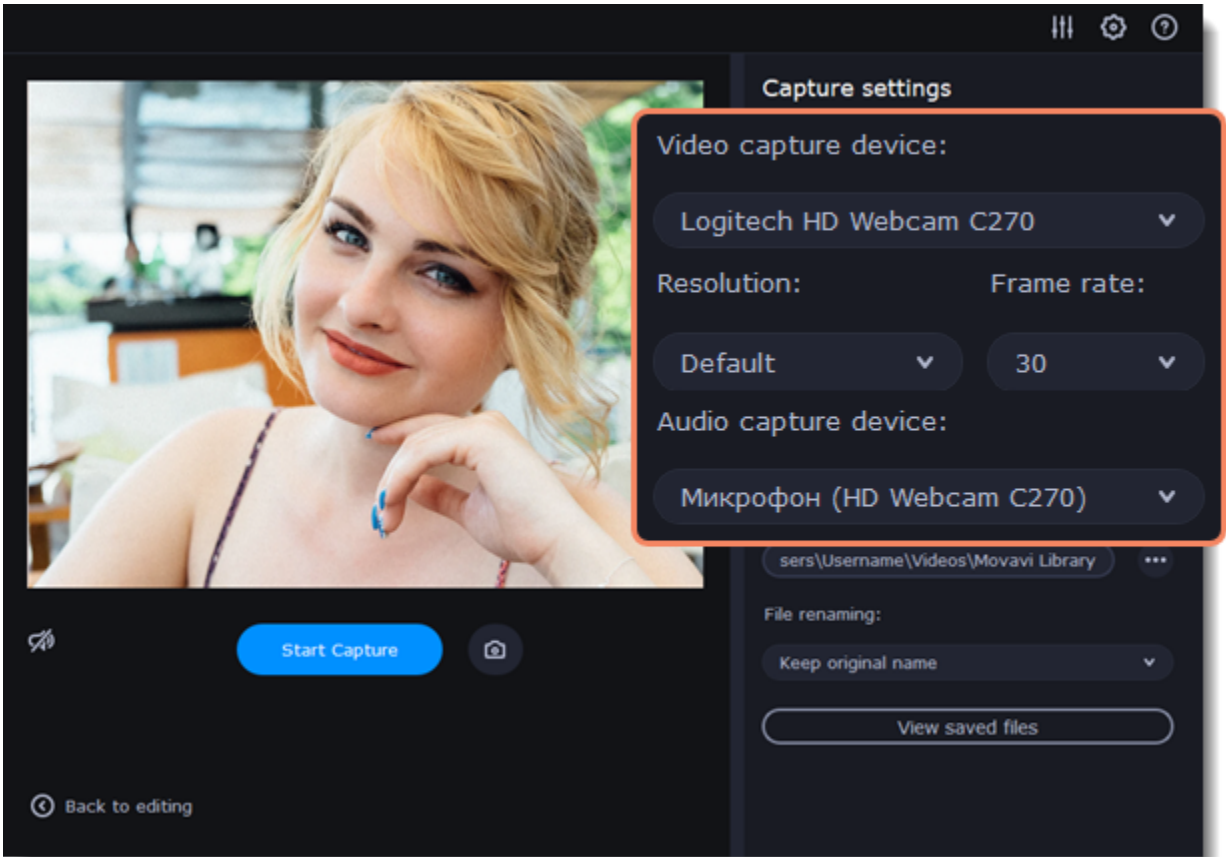 Capture settings
Video capture device:
Logitech HD Webcam C270
Resolution: Frame rate:
Default 30
Audio capture device:
Микрофон (HD Webcam C270)
sers\Username\Videos\Movavi Library
File renaming:
Keep original name
View saved files
Start Capture
Back to editing